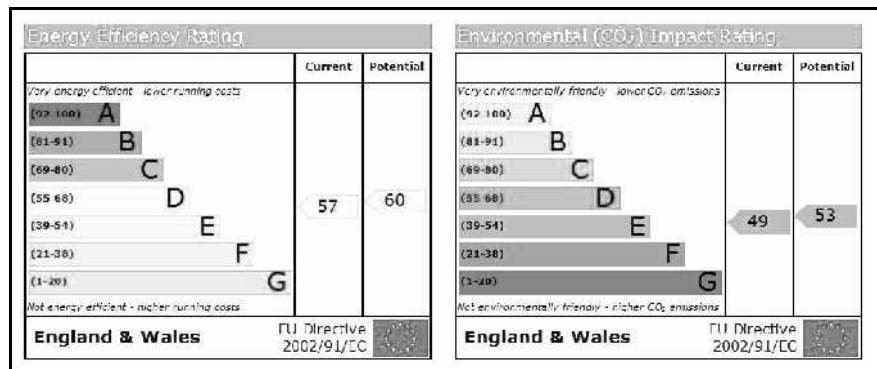 Energy Efficiency Rating
Current Potential
Very energy efficient - lower running costs
(92-100) A
(81-91) B
(69-80) C
(55-68) D
(39-54) E
(21-38) F
(1-20) G
57
60
Not energy efficient - higher running costs
England & Wales
EU Directive
2002/91/EC
Environmental (CO₂) Impact Rating
Current Potential
Very environmentally friendly - lower CO₂ emissions
(92-100) A
(81-91) B
(69-80) C
(55-68) D
(39-54) E
(21-38) F
(1-20) G
49
53
Not environmentally friendly - higher CO₂ emissions
England & Wales
EU Directive
2002/91/EC